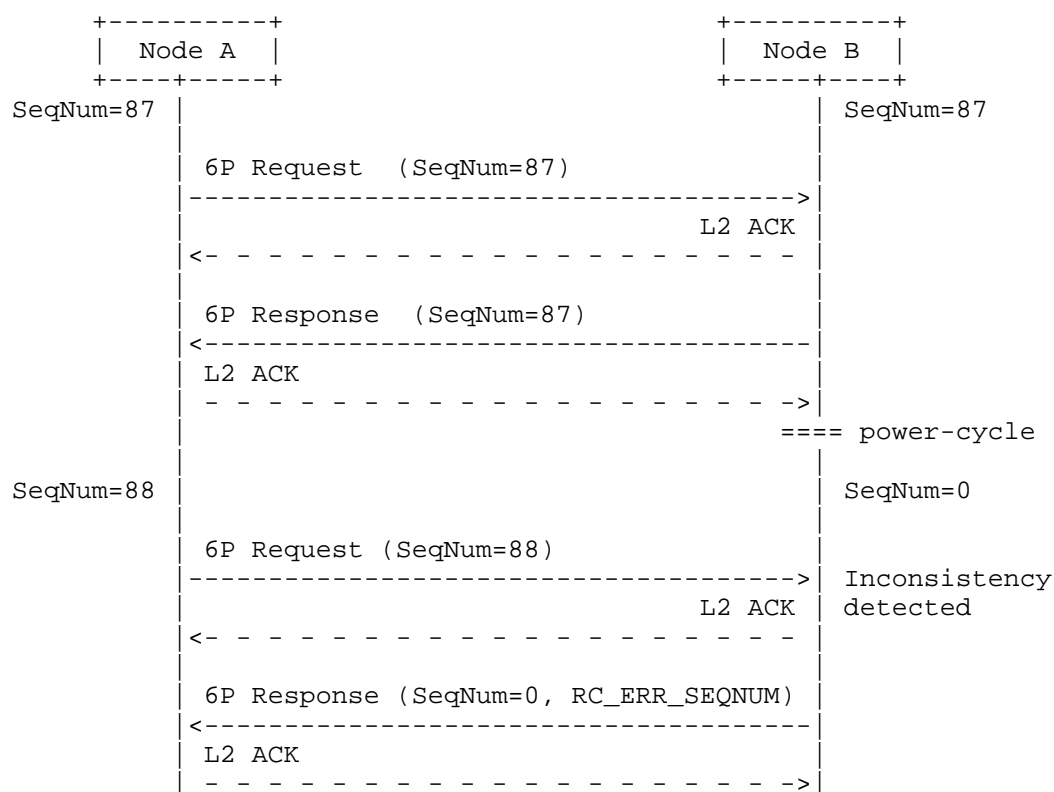 Node A Node B
SeqNum=87 SeqNum=87
6P Request (SeqNum=87)
L2 ACK
6P Response (SeqNum=87)
L2 ACK
==== power-cycle
SeqNum=88 SeqNum=0
6P Request (SeqNum=88)
Inconsistency
L2 ACK detected
6P Response (SeqNum=0, RC_ERR_SEQNUM)
L2 ACK